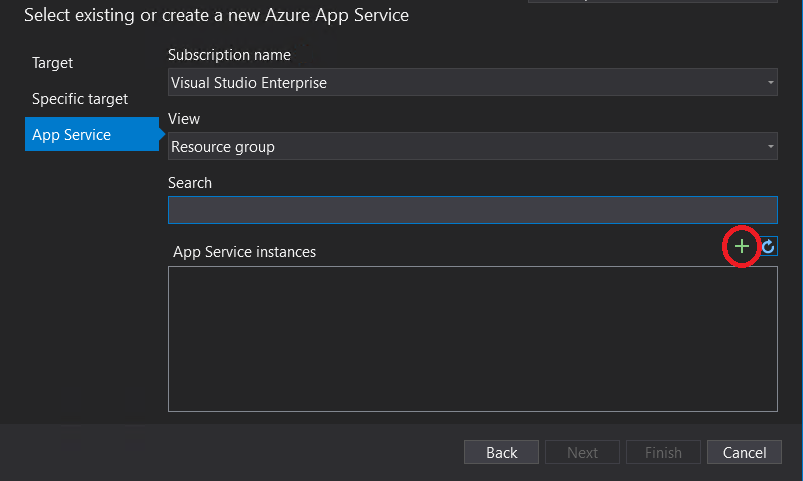 Select existing or create a new Azure App Service
Target
Specific target
App Service
Subscription name
Visual Studio Enterprise
View
Resource group
Search
App Service instances
Back
Next
Finish
Cancel